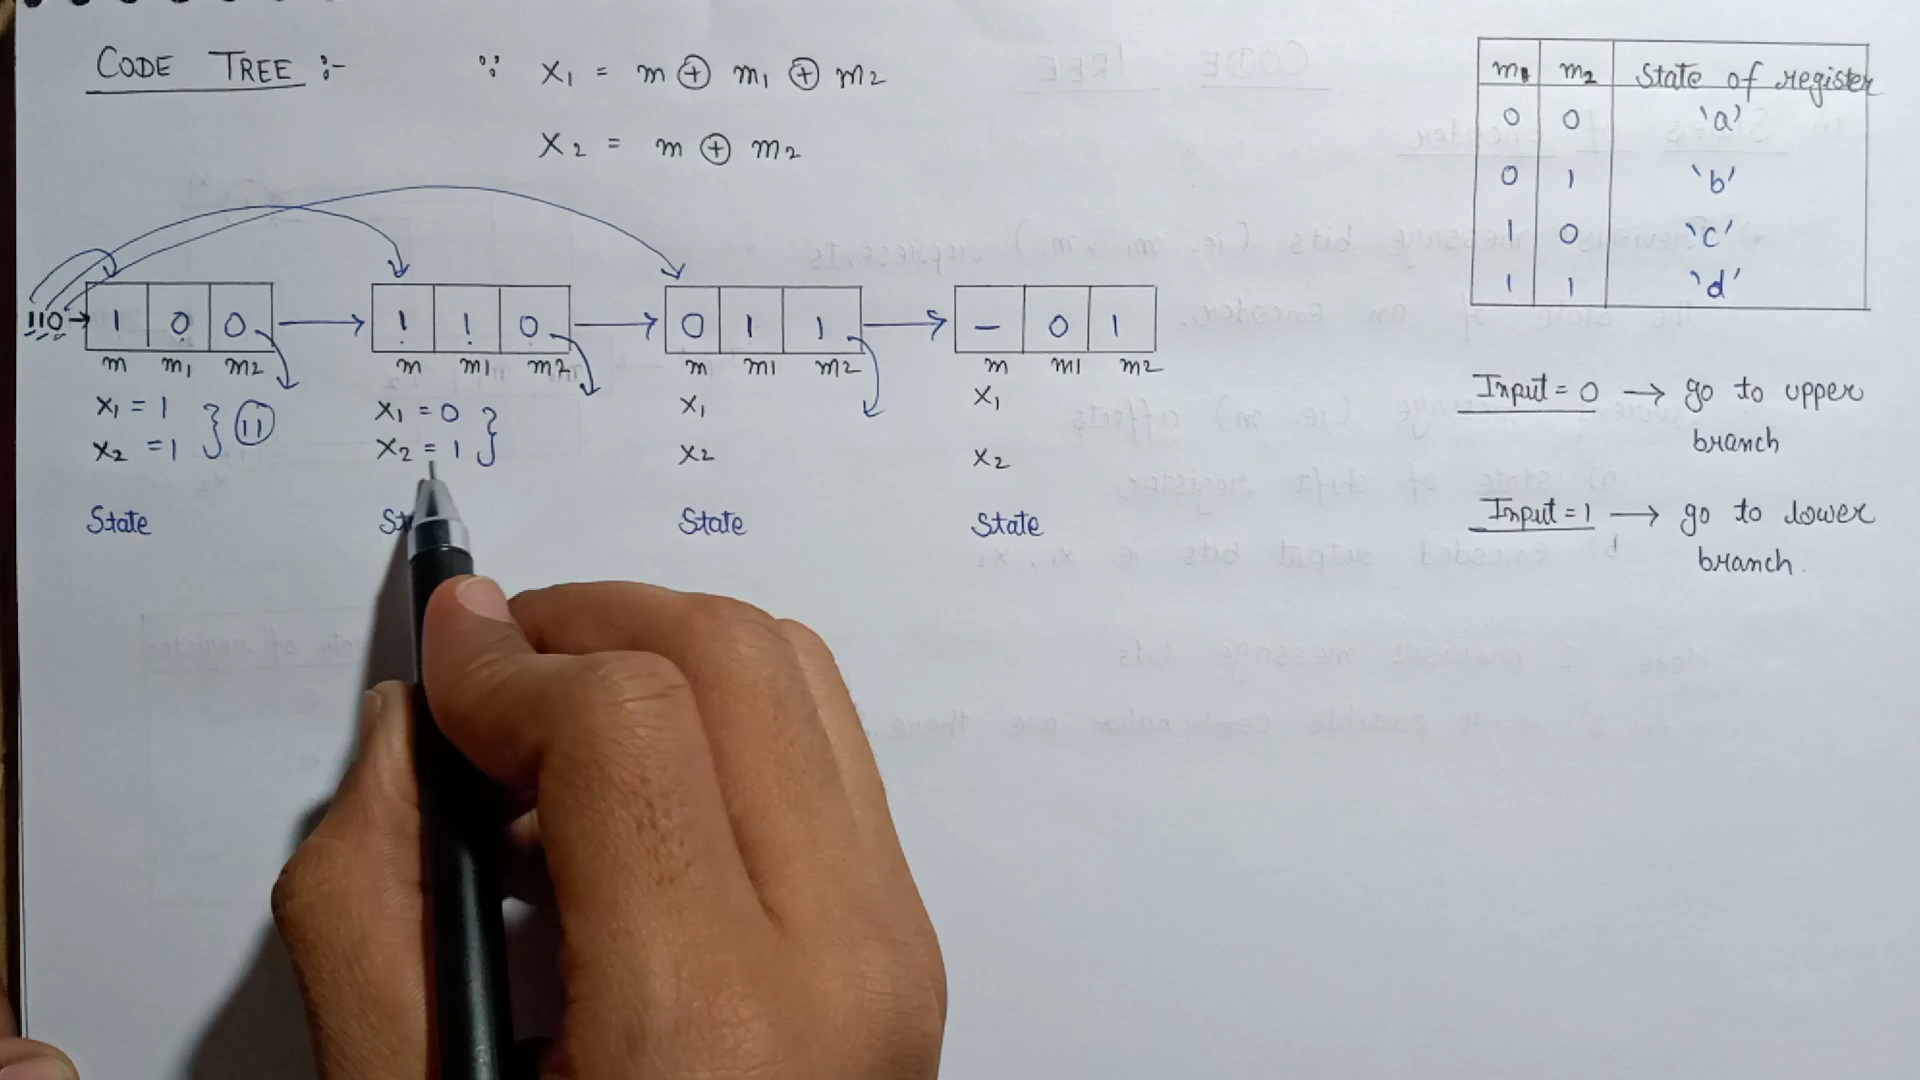 CODE TREE :-
∵ x1 = m ⊕ m1 ⊕ m2
x2 = m ⊕ m2
110 → 1 0 0 → 1 1 0 → 0 1 1 → - 0 1
m m1 m2 m m1 m2 m m1 m2 m m1 m2
x1 = 1 } 11 x1 = 0 } x1 x1
x2 = 1 x2 = 1 x2 x2
State St State State
m1 m2 State of register
0 0 'a'
0 1 'b'
1 0 'c'
1 1 'd'
Input = 0 → go to upper
branch
Input = 1 → go to lower
branch.